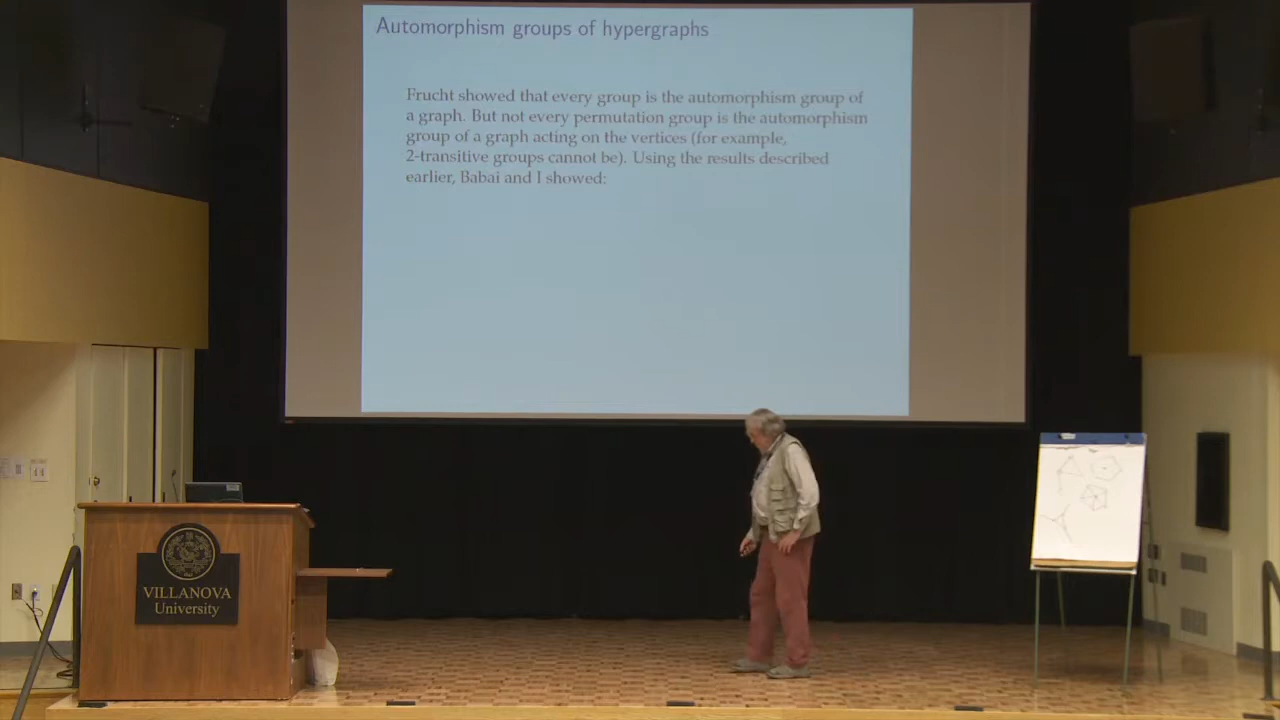 Automorphism groups of hypergraphs
Frucht showed that every group is the automorphism group of
a graph. But not every permutation group is the automorphism
group of a graph acting on the vertices (for example,
2-transitive groups cannot be). Using the results described
earlier, Babai and I showed:
VILLANOVA
University